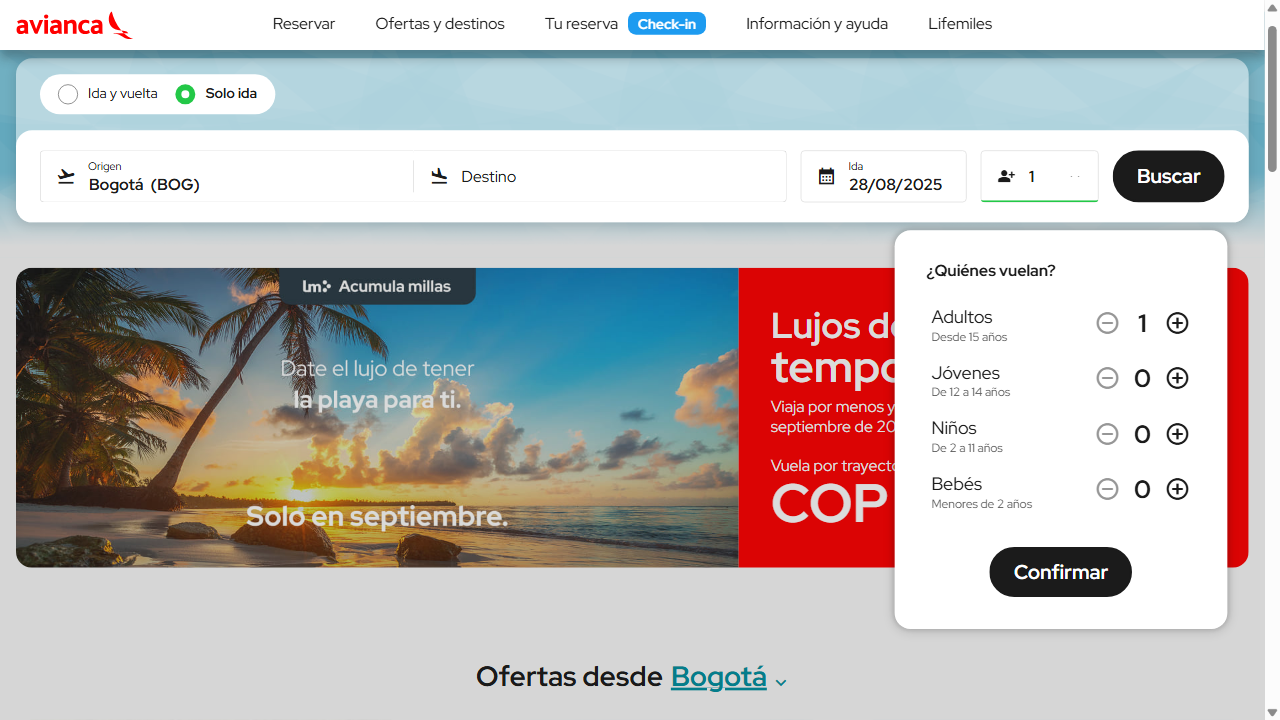 avianca
Reservar
Ofertas y destinos
Tu reserva
Check-in
Información y ayuda
Lifemiles
Ida y vuelta
Solo ida
Origen
Bogotá (BOG)
Destino
Ida
28/08/2025
1
Buscar
lm Acumula millas
Date el lujo de tener
la playa para ti.
Solo en septiembre.
Lujos de
tempo
Viaja por menos y
septiembre de 20
Vuela por trayecto
COP
¿Quiénes vuelan?
Adultos
Desde 15 años
1
Jóvenes
De 12 a 14 años
0
Niños
De 2 a 11 años
0
Bebés
Menores de 2 años
0
Confirmar
Ofertas desde Bogotá